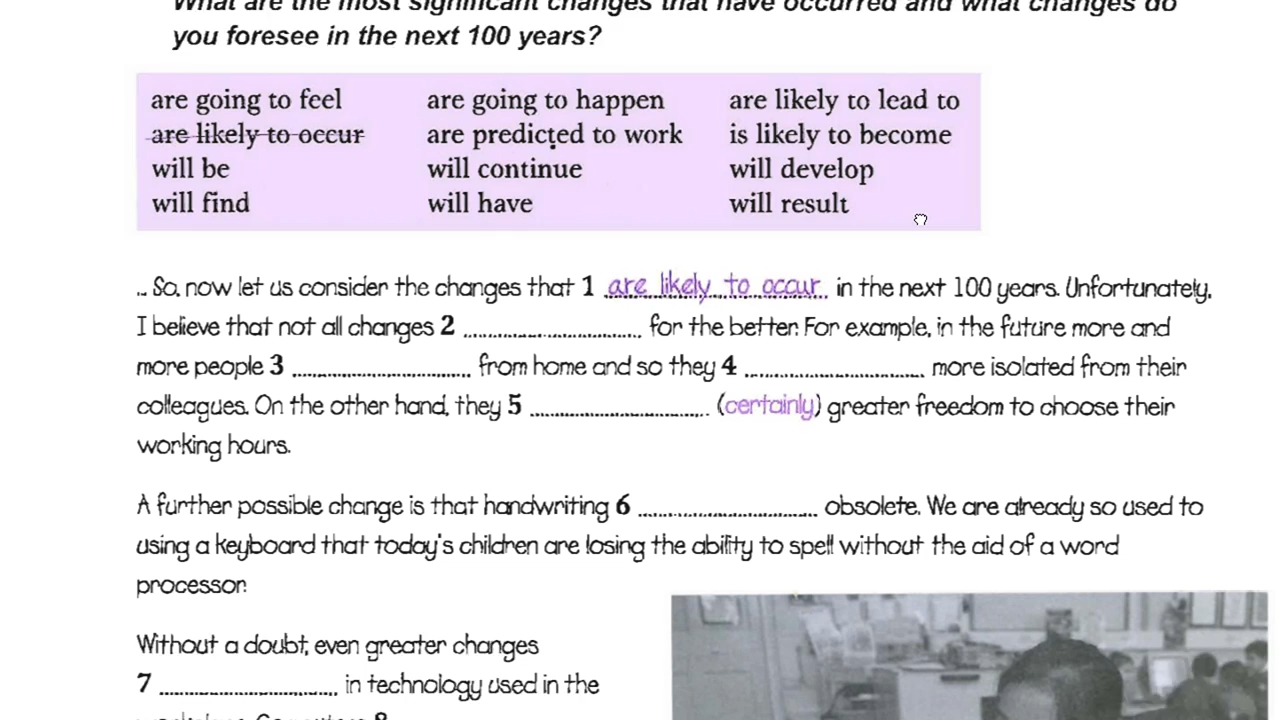 What are the most significant changes that have occurred and what changes do
you foresee in the next 100 years?
are going to feel are going to happen are likely to lead to
are likely to occur are predicted to work is likely to become
will be will continue will develop
will find will have will result
... So, now let us consider the changes that 1 are likely to occur in the next 100 years. Unfortunately,
I believe that not all changes 2 .............................. for the better. For example, in the future more and
more people 3 .............................. from home and so they 4 .............................. more isolated from their
colleagues. On the other hand, they 5 .............................. (certainly) greater freedom to choose their
working hours.
A further possible change is that handwriting 6 .............................. obsolete. We are already so used to
using a keyboard that today's children are losing the ability to spell without the aid of a word
processor.
Without a doubt, even greater changes
7 .............................. in technology used in the